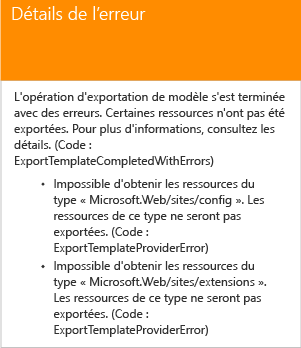 Détails de l'erreur
L'opération d'exportation de modèle s'est terminée
avec des erreurs. Certaines ressources n'ont pas été
exportées. Pour plus d'informations, consultez les
détails. (Code :
ExportTemplateCompletedWithErrors)
• Impossible d'obtenir les ressources du
type « Microsoft.Web/sites/config ». Les
ressources de ce type ne seront pas
exportées. (Code :
ExportTemplateProviderError)
• Impossible d'obtenir les ressources du
type « Microsoft.Web/sites/extensions ».
Les ressources de ce type ne seront pas
exportées. (Code :
ExportTemplateProviderError)